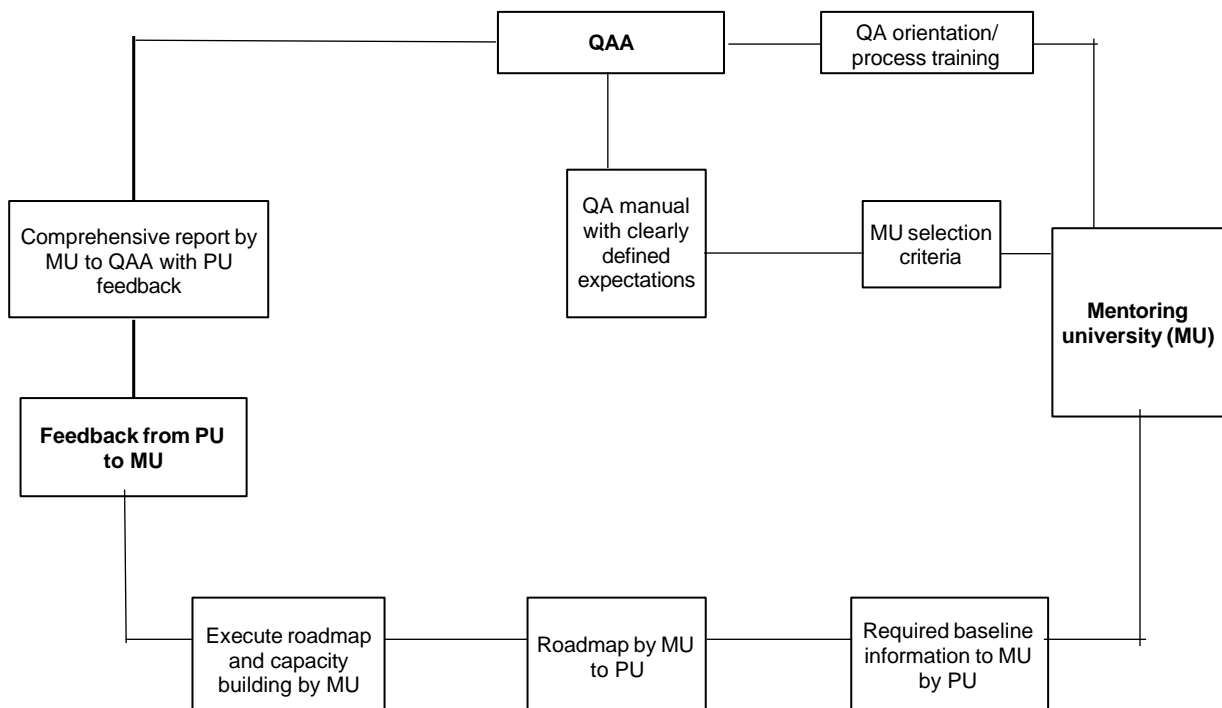 QAA
QA orientation/
process training
QA manual
with clearly
defined
expectations
MU selection
criteria
Comprehensive report by
MU to QAA with PU
feedback
Mentoring
university (MU)
Feedback from PU
to MU
Execute roadmap
and capacity
building by MU
Roadmap by MU
to PU
Required baseline
information to MU
by PU